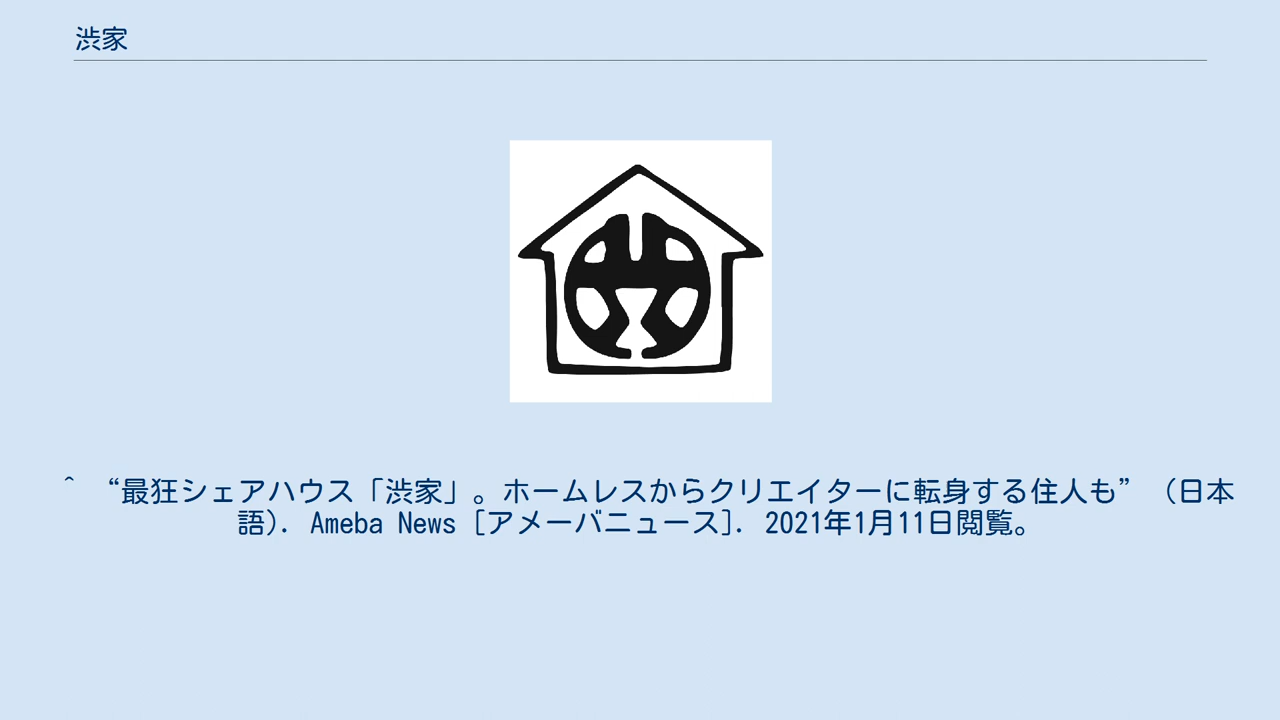 渋家
^ “最狂シェアハウス「渋家」。ホームレスからクリエイターに転身する住人も” （日本
語）. Ameba News [アメーバニュース]. 2021年1月11日閲覧。